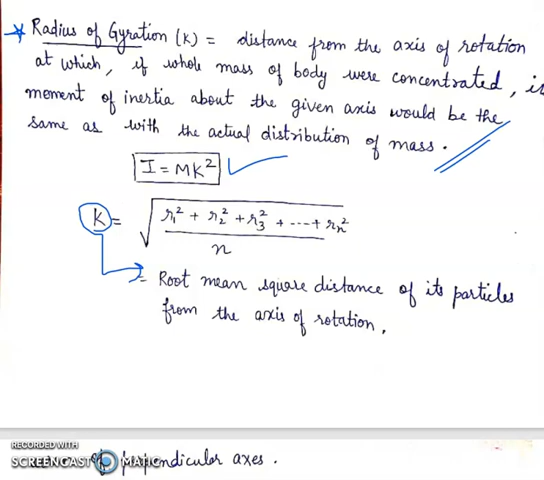 * Radius of Gyration (K) = distance from the axis of rotation
at which, if whole mass of body were concentrated, i
moment of inertia about the given axis would be the
same as with the actual distribution of mass.
I = MK²
K = √((r₁² + r₂² + r₃² + ---- + rₙ²)/n)
= Root mean square distance of its particles
from the axis of rotation.
RECORDED WITH
SCREENCAST O MATIC
perpendicular axes.